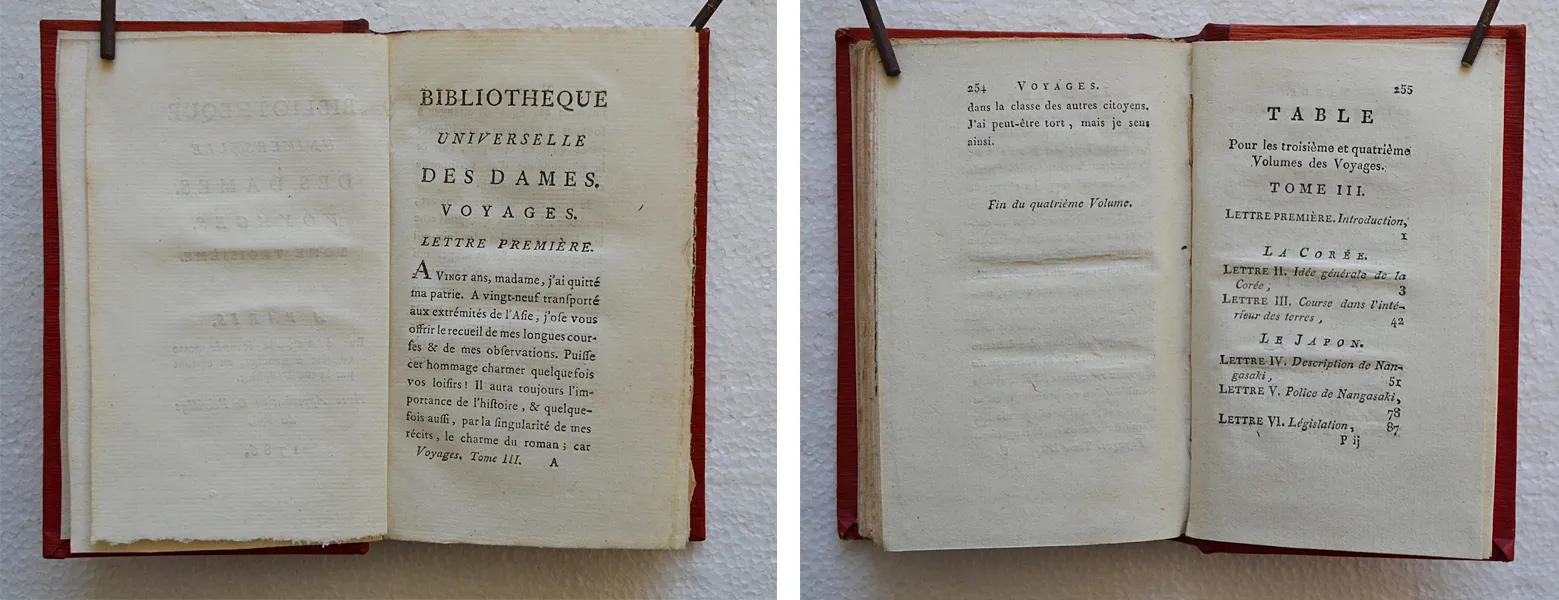 BIBLIOTHÈQUE
UNIVERSELLE
DES DAMES.
VOYAGES.
LETTRE PREMIÈRE.
A VINGT ans, madame, j'ai quitté
ma patrie. A vingt-neuf tranſporté
aux extrémités de l'Aſie, j'oſe vous
offrir le recueil de mes longues cour-
ſes & de mes obſervations. Puiſſe
cet hommage charmer quelquefois
vos loiſirs! Il aura toujours l'im-
portance de l'hiſtoire, & quelque-
fois auſſi, par la ſingularité de mes
récits, le charme du roman; car
Voyages. Tome III. A
254 VOYAGES.
dans la classe des autres citoyens.
J'ai peut-être tort, mais je sens
ainsi.
Fin du quatrième Volume.
255
TABLE
Pour les troisième et quatrième
Volumes des Voyages.
TOME III.
LETTRE PREMIÈRE. Introduction,
1
LA CORÉE.
LETTRE II. Idée générale de la
Corée, 3
LETTRE III. Course dans l'inté-
rieur des terres, 42
LE JAPON.
LETTRE IV. Description de Nan-
gasaki, 51
LETTRE V. Police de Nangasaki,
78
LETTRE VI. Législation, 87
P ij